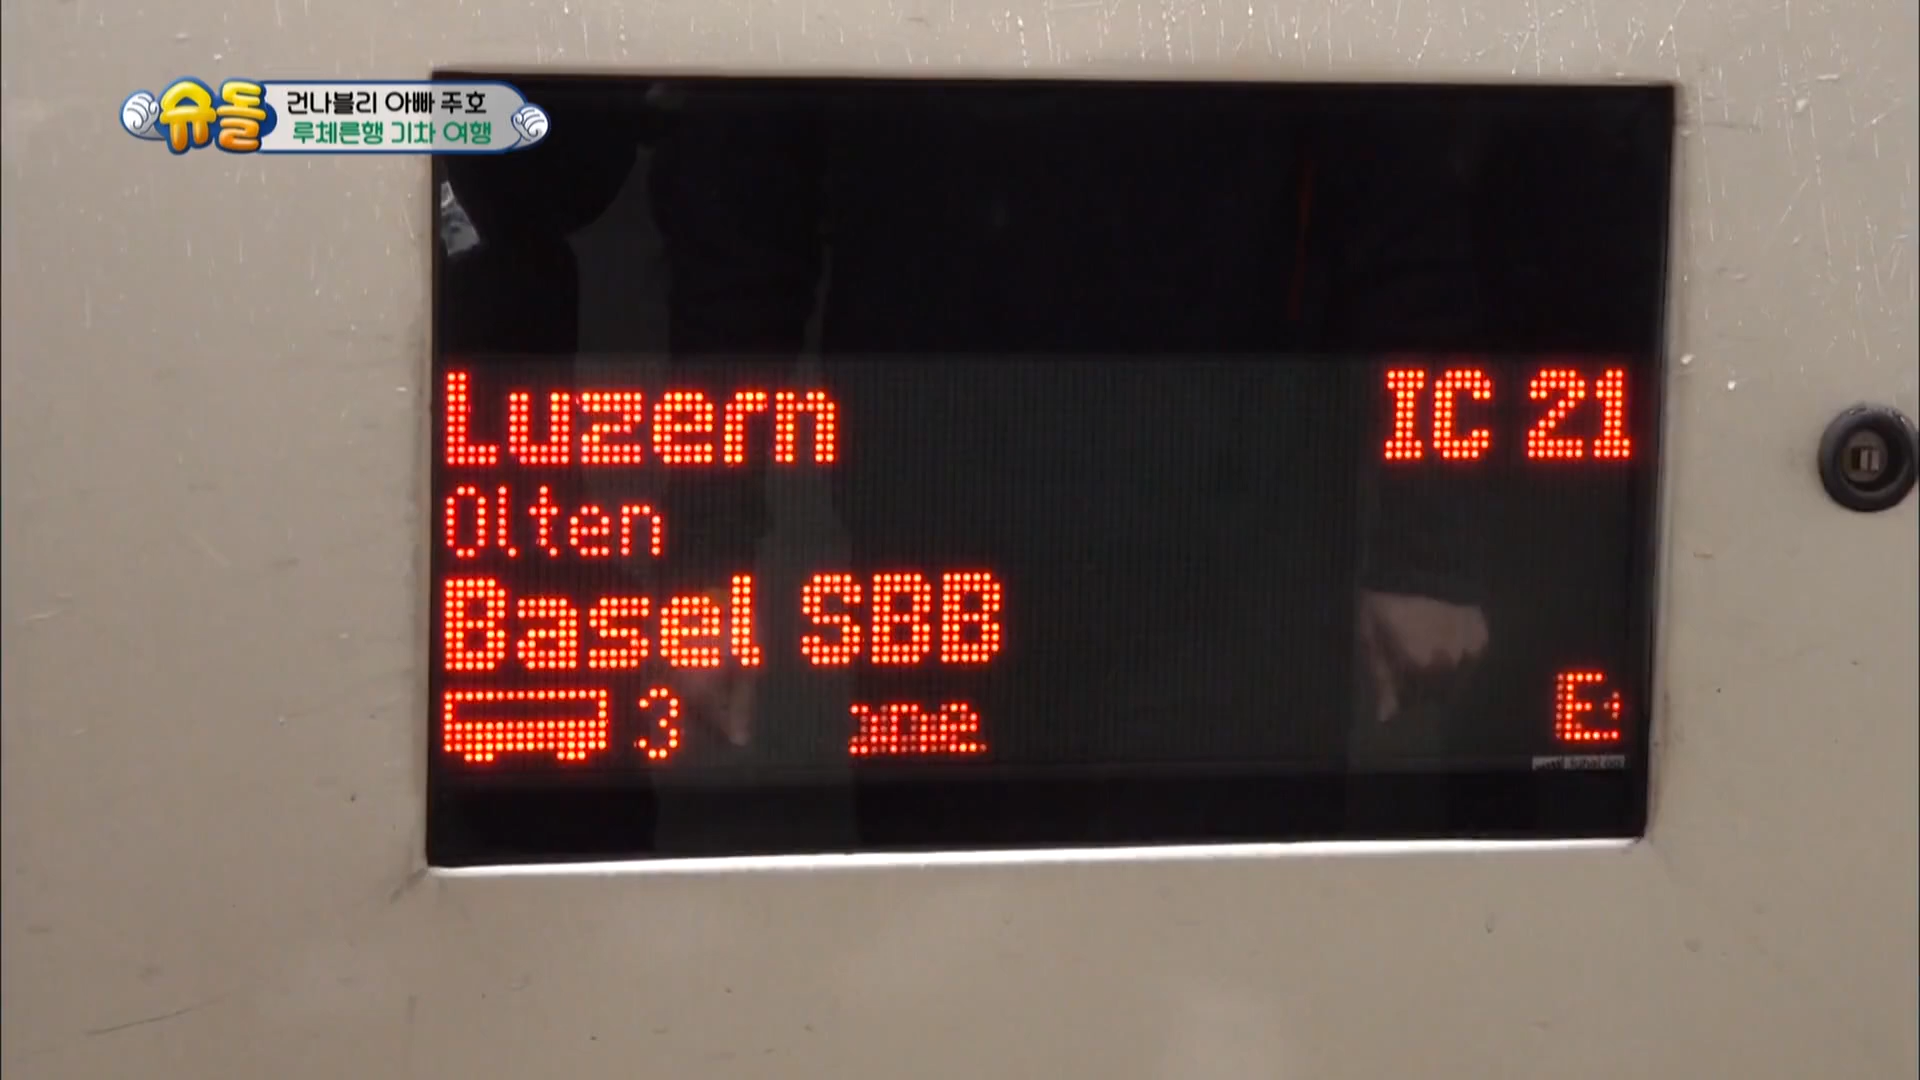 슈돌
건나블리 아빠 주호
루체른행 기차 여행
Luzern IC 21
Olten
Basel SBB
3